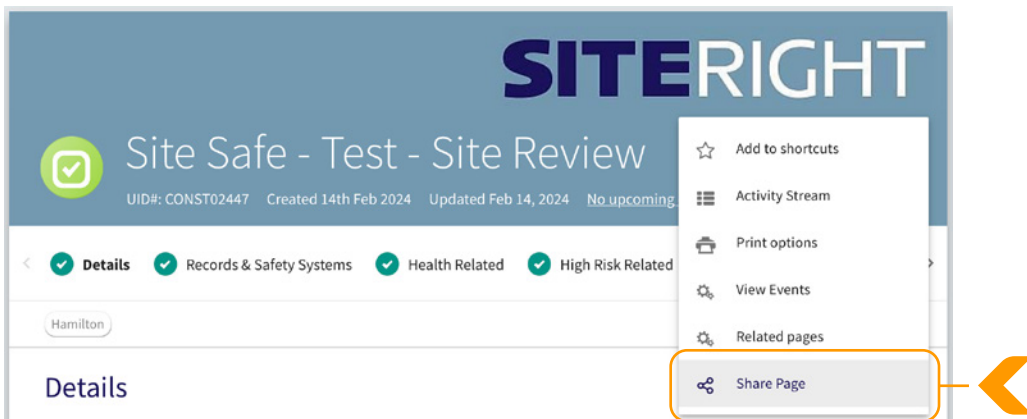 SITERIGHT
Site Safe - Test - Site Review
UID#: CONST02447 Created 14th Feb 2024 Updated Feb 14, 2024 No upcoming
Details Records & Safety Systems Health Related High Risk Related
Hamilton
Details
Add to shortcuts
Activity Stream
Print options
View Events
Related pages
Share Page